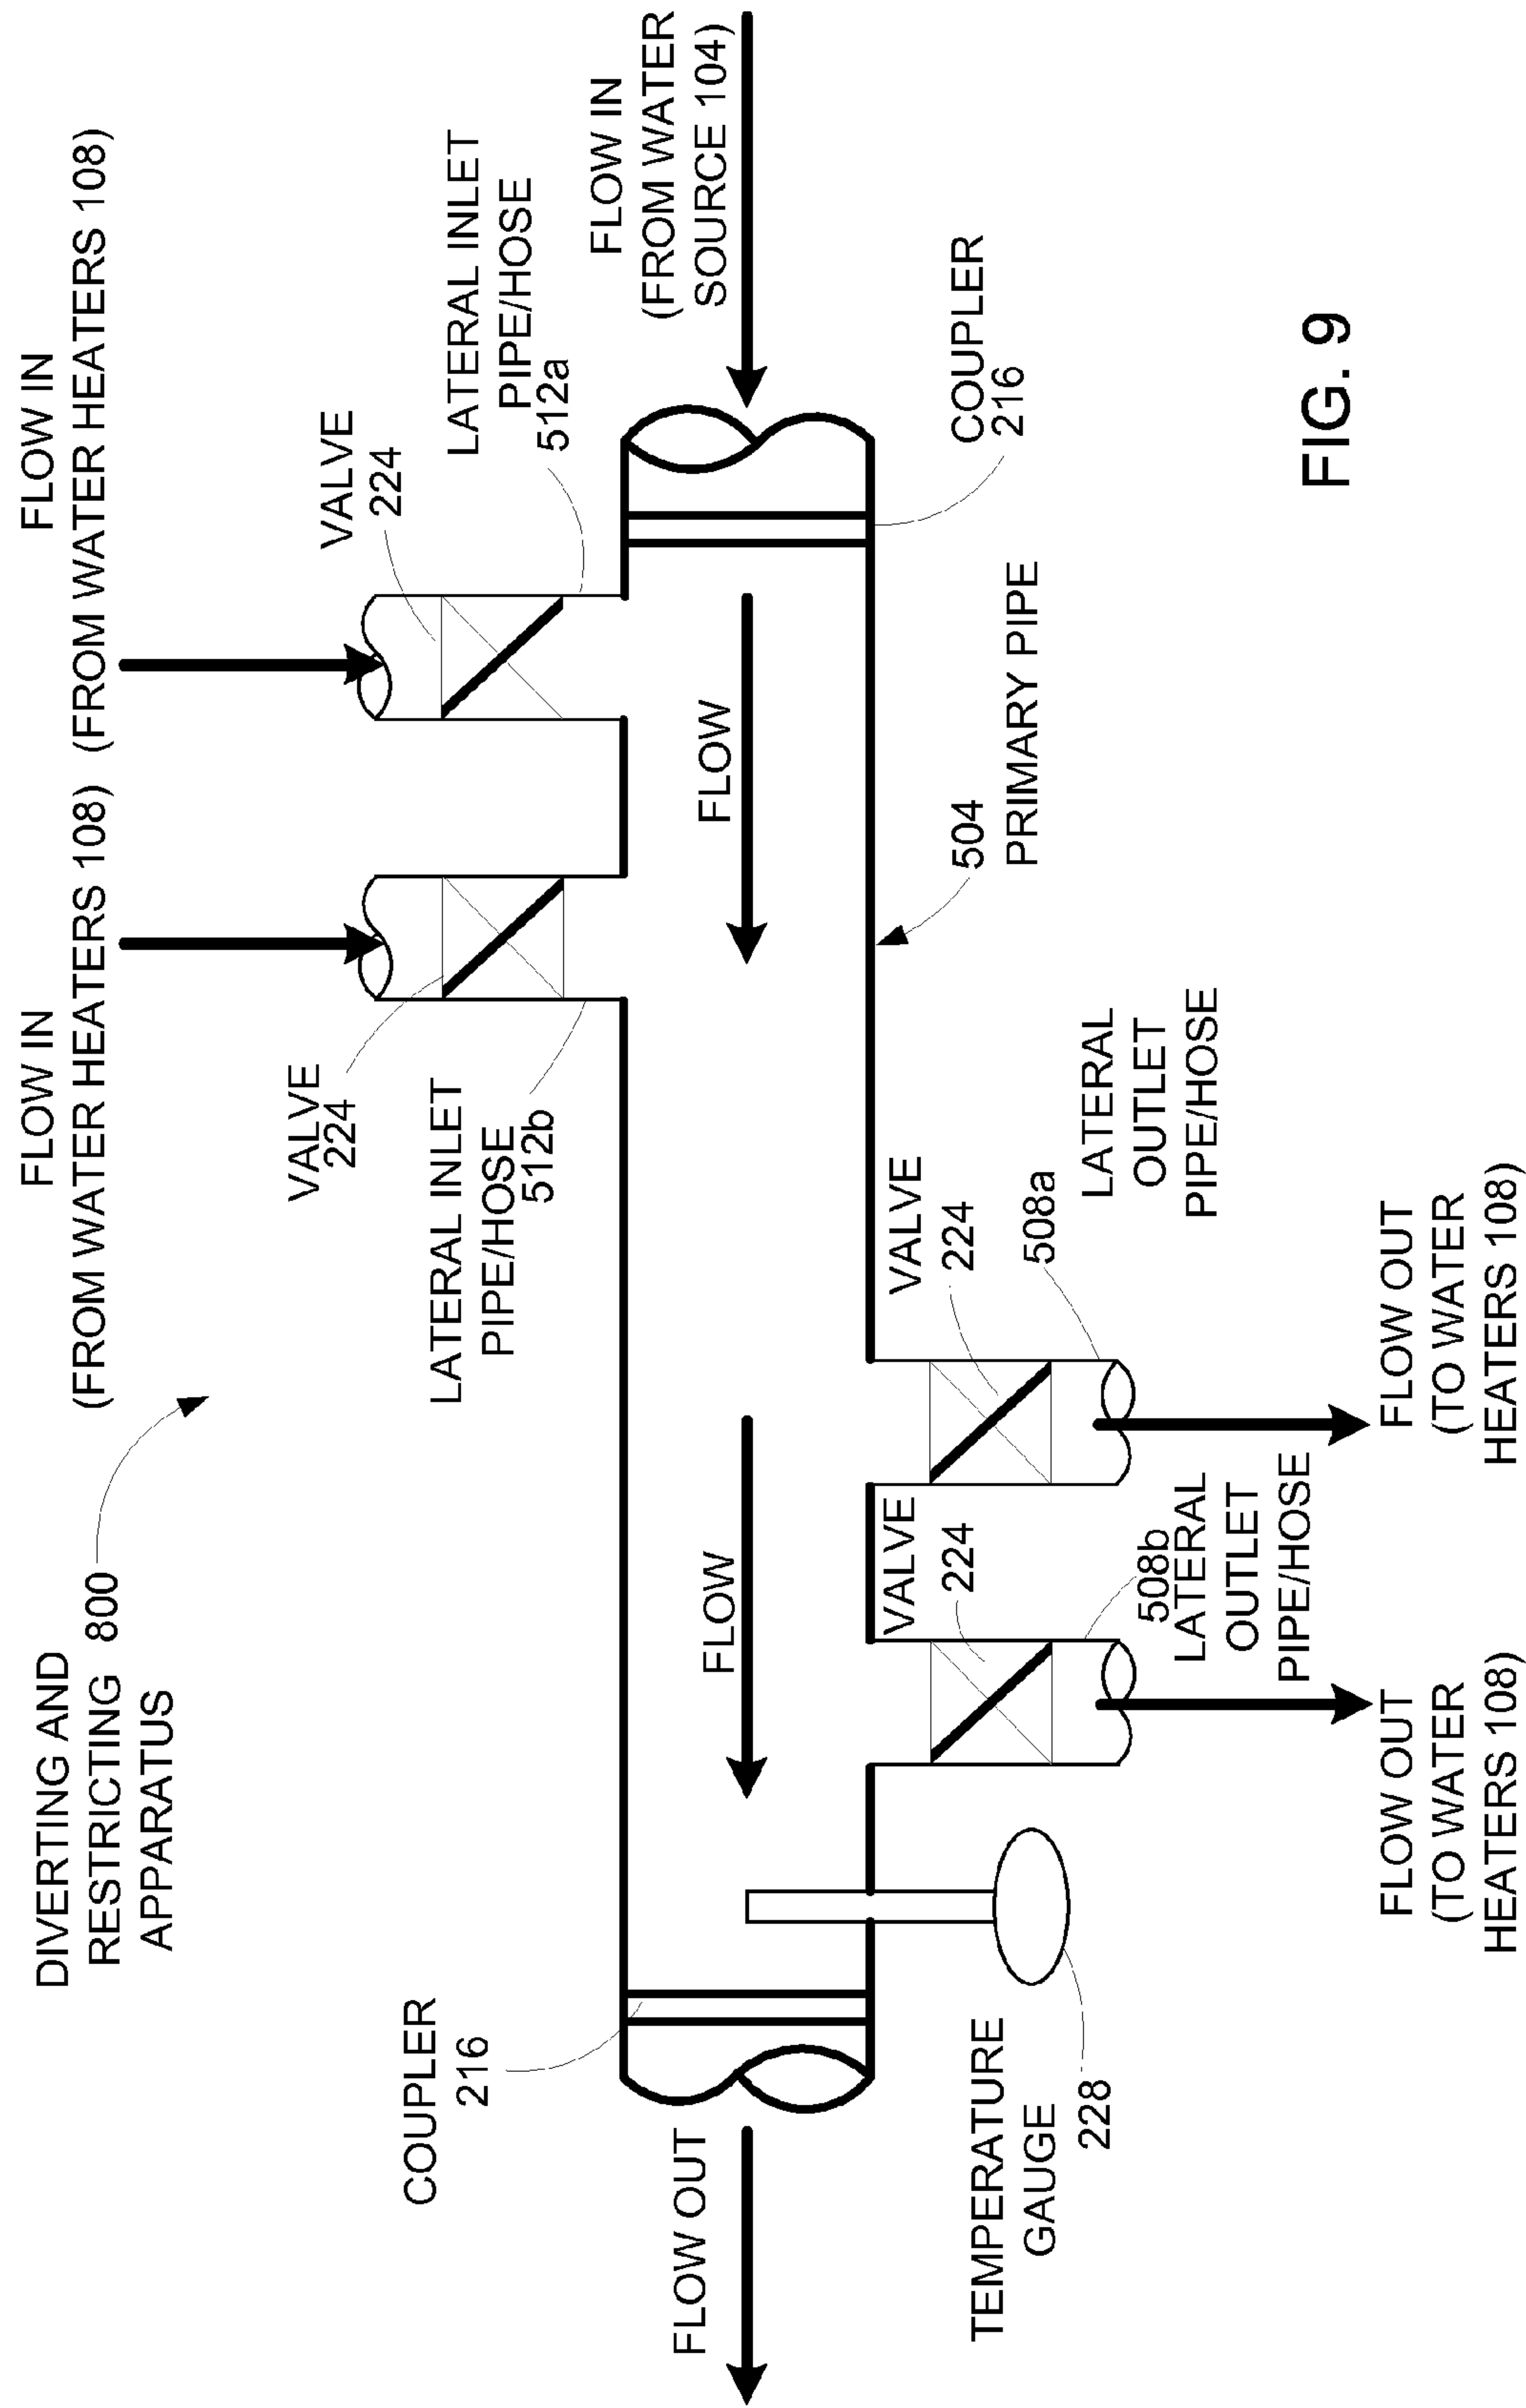 DIVERTING AND
RESTRICTING 800
APPARATUS
FLOW IN
(FROM WATER HEATERS 108)
FLOW IN
(FROM WATER HEATERS 108)
VALVE
224
VALVE
224
LATERAL INLET
PIPE/HOSE
512b
LATERAL INLET
PIPE/HOSE
512a
COUPLER
216
FLOW IN
(FROM WATER
SOURCE 104)
FLOW OUT
FLOW
FLOW
COUPLER
216
504
PRIMARY PIPE
TEMPERATURE
GAUGE
228
VALVE
224
VALVE
224
508b
LATERAL
OUTLET
PIPE/HOSE
508a
LATERAL
OUTLET
PIPE/HOSE
FLOW OUT
(TO WATER
HEATERS 108)
FLOW OUT
(TO WATER
HEATERS 108)
FIG. 9